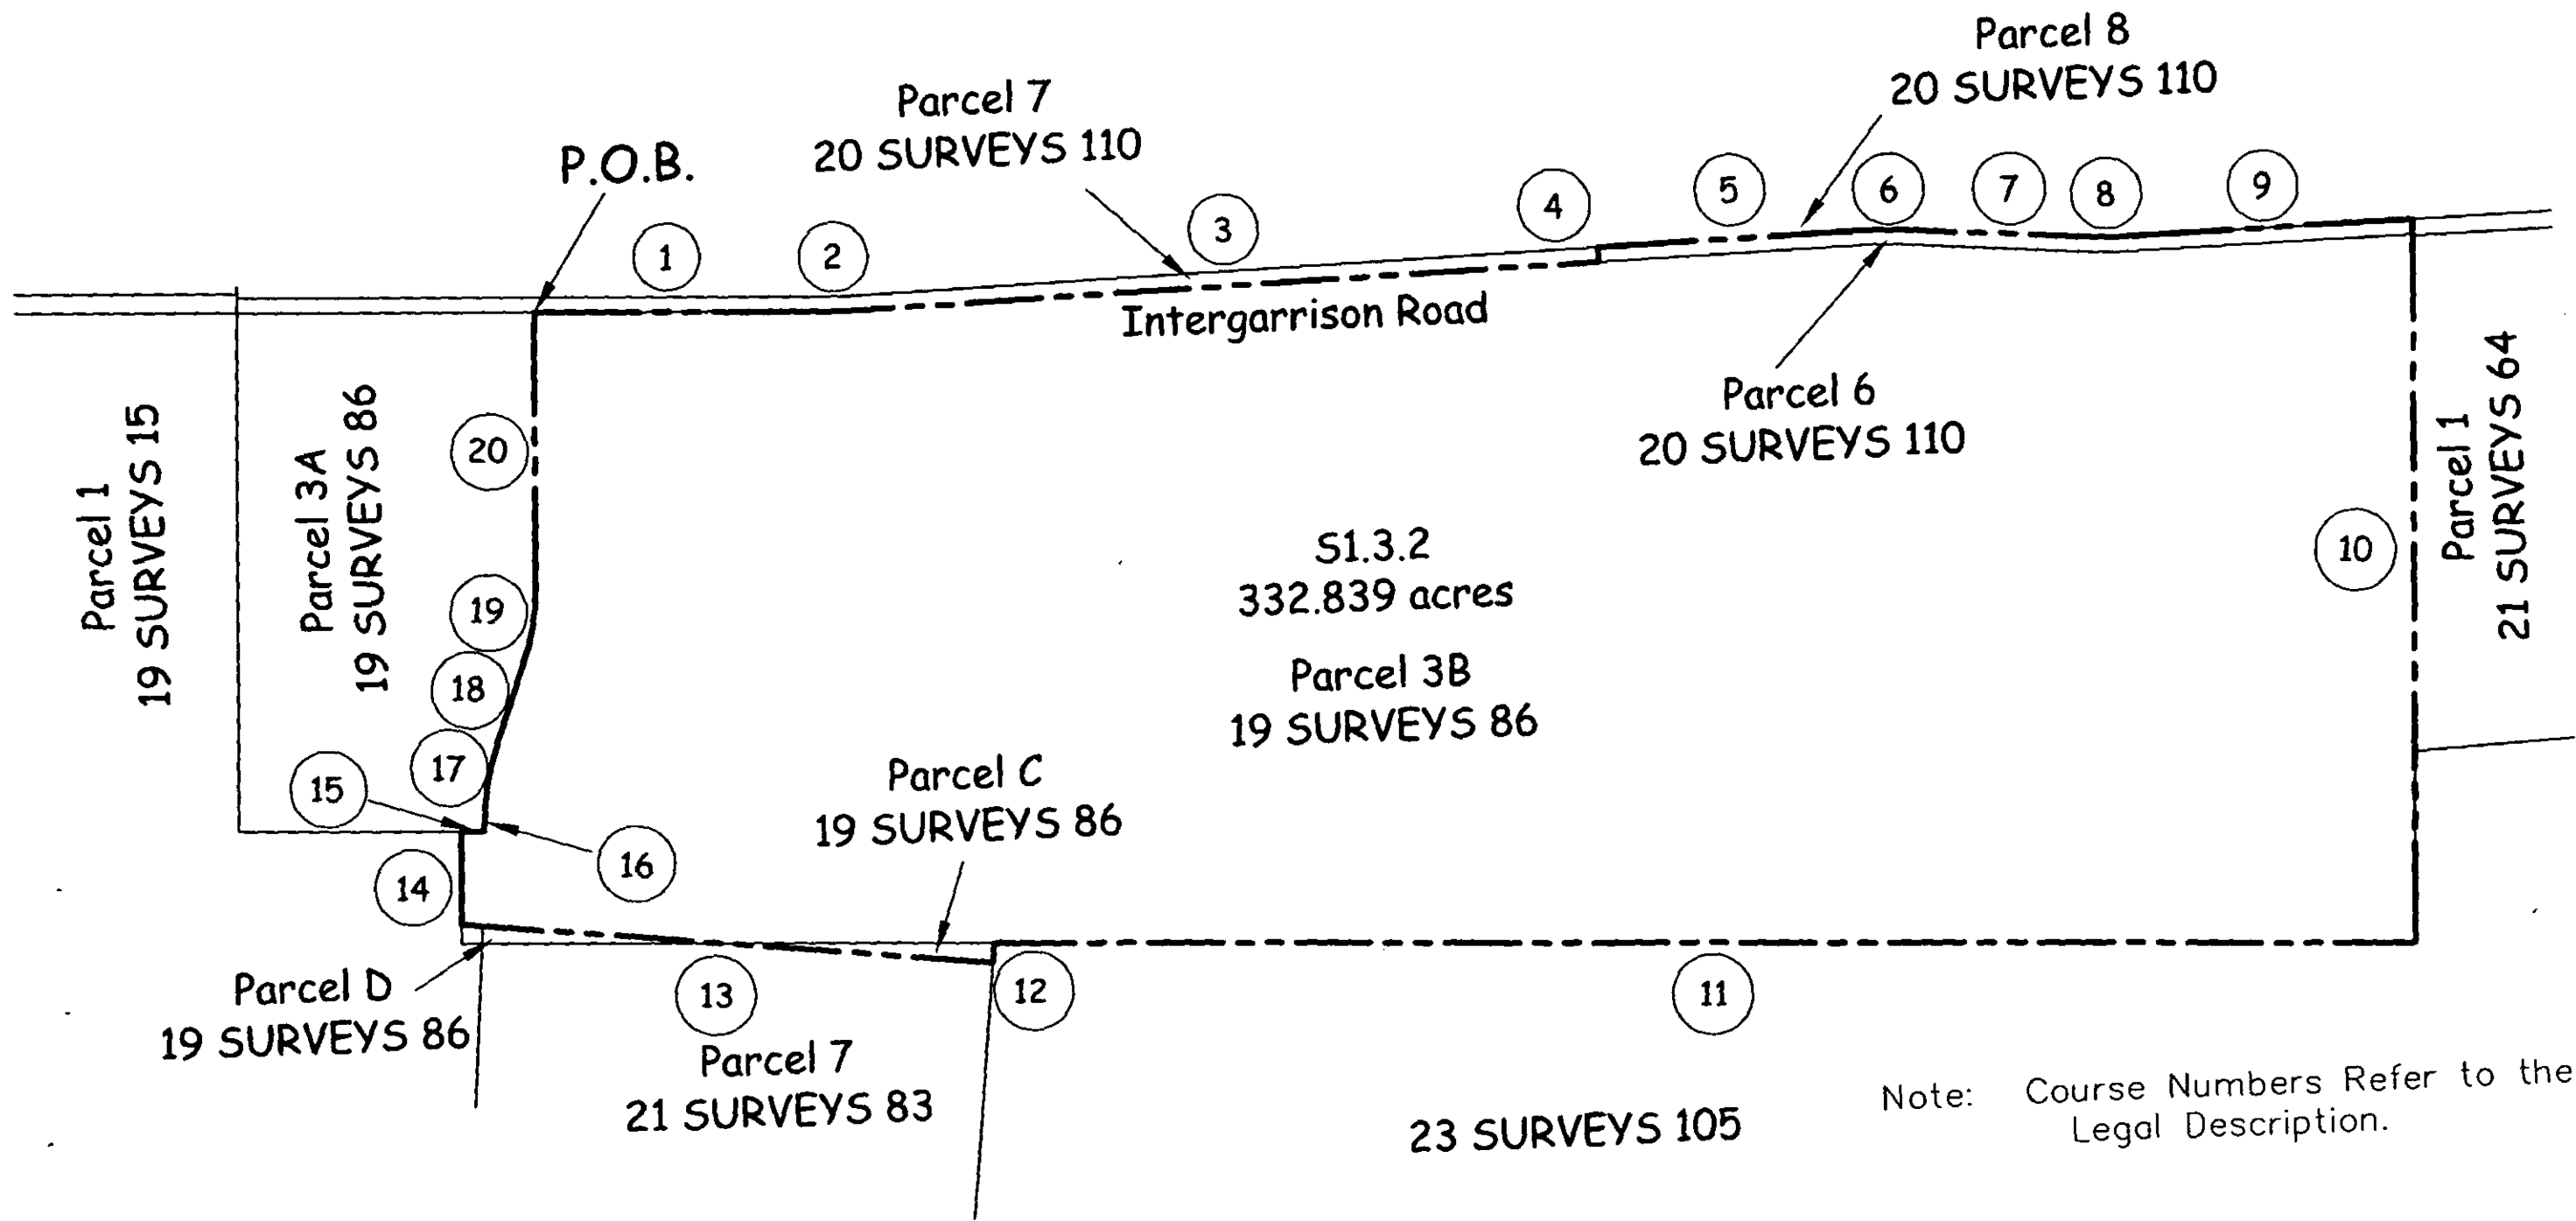 Parcel 8
20 SURVEYS 110
Parcel 7
20 SURVEYS 110
P.O.B.
1
2
3
4
5
6
7
8
9
Intergarrison Road
Parcel 6
20 SURVEYS 110
Parcel 1
19 SURVEYS 15
Parcel 3A
19 SURVEYS 86
20
19
18
17
15
16
14
S1.3.2
332.839 acres
Parcel 3B
19 SURVEYS 86
10
Parcel 1
21 SURVEYS 64
Parcel C
19 SURVEYS 86
Parcel D
19 SURVEYS 86
13
12
11
Parcel 7
21 SURVEYS 83
23 SURVEYS 105
Note: Course Numbers Refer to the
Legal Description.